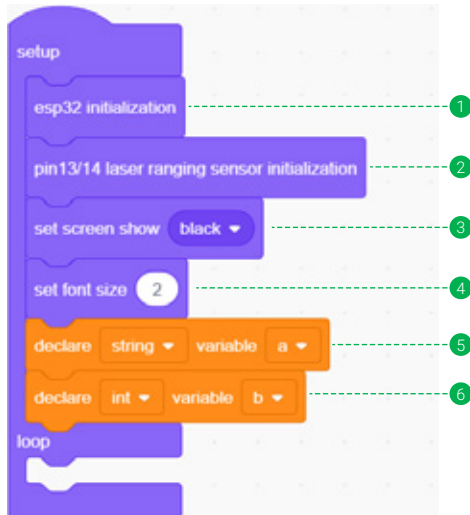 setup
esp32 initialization 1
pin13/14 laser ranging sensor initialization 2
set screen show black 3
set font size 2 4
declare string variable a 5
declare int variable b 6
loop